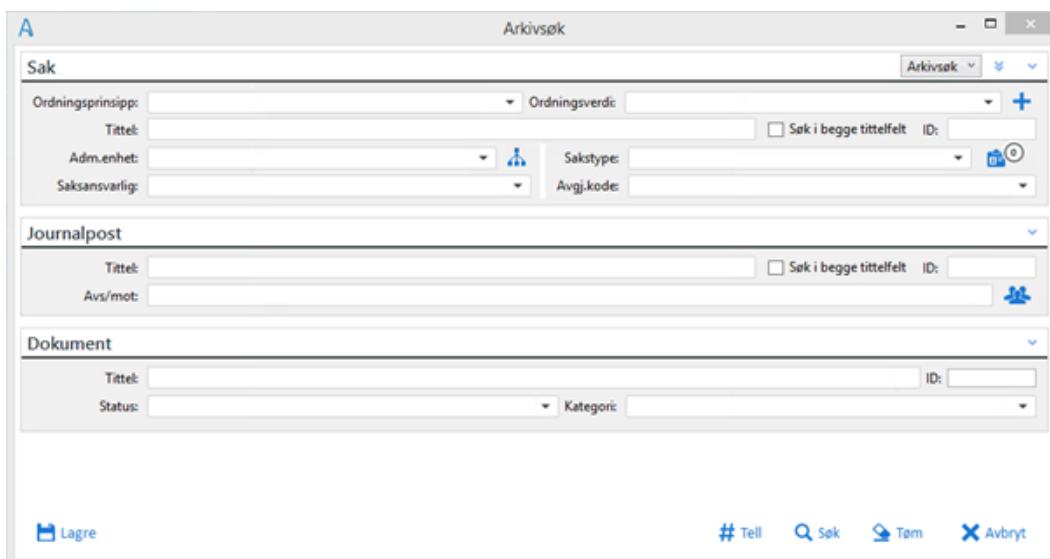 A Arkivsøk
Sak Arkivsøk
Ordningsprinsipp: Ordningsverdi:
Tittel: Søk i begge tittelfelt ID:
Adm.enhet: Sakstype: 0
Saksansvarlig: Avgj.kode:
Journalpost
Tittel: Søk i begge tittelfelt ID:
Avs/mot:
Dokument
Tittel: ID:
Status: Kategori:
Lagre # Tell Søk Tøm Avbryt